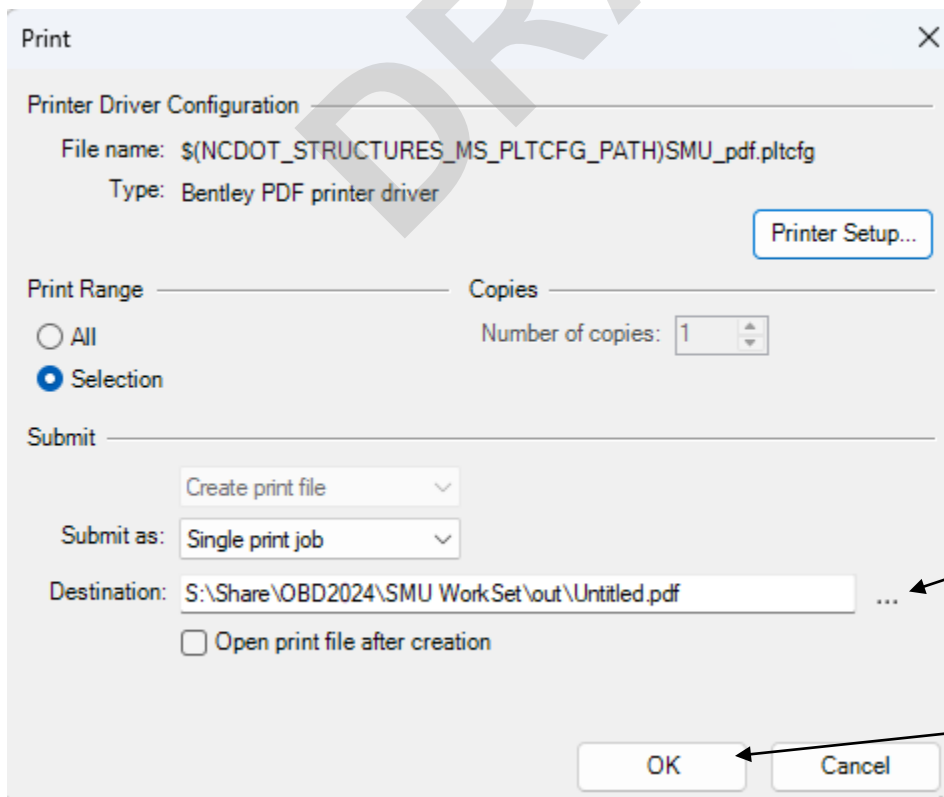 Print
Printer Driver Configuration
File name: $(NCDOT_STRUCTURES_MS_PLTCFG_PATH)SMU_pdf.pltcfg
Type: Bentley PDF printer driver
Printer Setup...
Print Range
Copies
All
Number of copies: 1
Selection
Submit
Create print file
Submit as: Single print job
Destination: S:\Share\OBD2024\SMU WorkSet\out\Untitled.pdf ...
Open print file after creation
OK Cancel